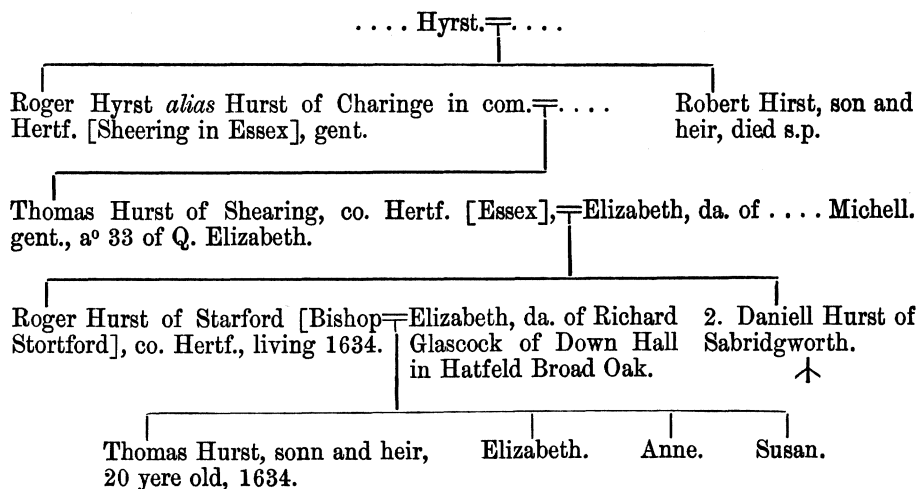 . . . . Hyrst. . . . .
Roger Hyrst alias Hurst of Charinge in com. . . . .
Hertf. [Sheering in Essex], gent.
Robert Hirst, son and
heir, died s.p.
Thomas Hurst of Shearing, co. Hertf. [Essex],
gent., aº 33 of Q. Elizabeth.
Elizabeth, da. of . . . . Michell.
Roger Hurst of Starford [Bishop
Stortford], co. Hertf., living 1634.
Elizabeth, da. of Richard
Glascock of Down Hall
in Hatfeld Broad Oak.
2. Daniell Hurst of
Sabridgworth.
Thomas Hurst, sonn and heir,
20 yere old, 1634.
Elizabeth.
Anne.
Susan.